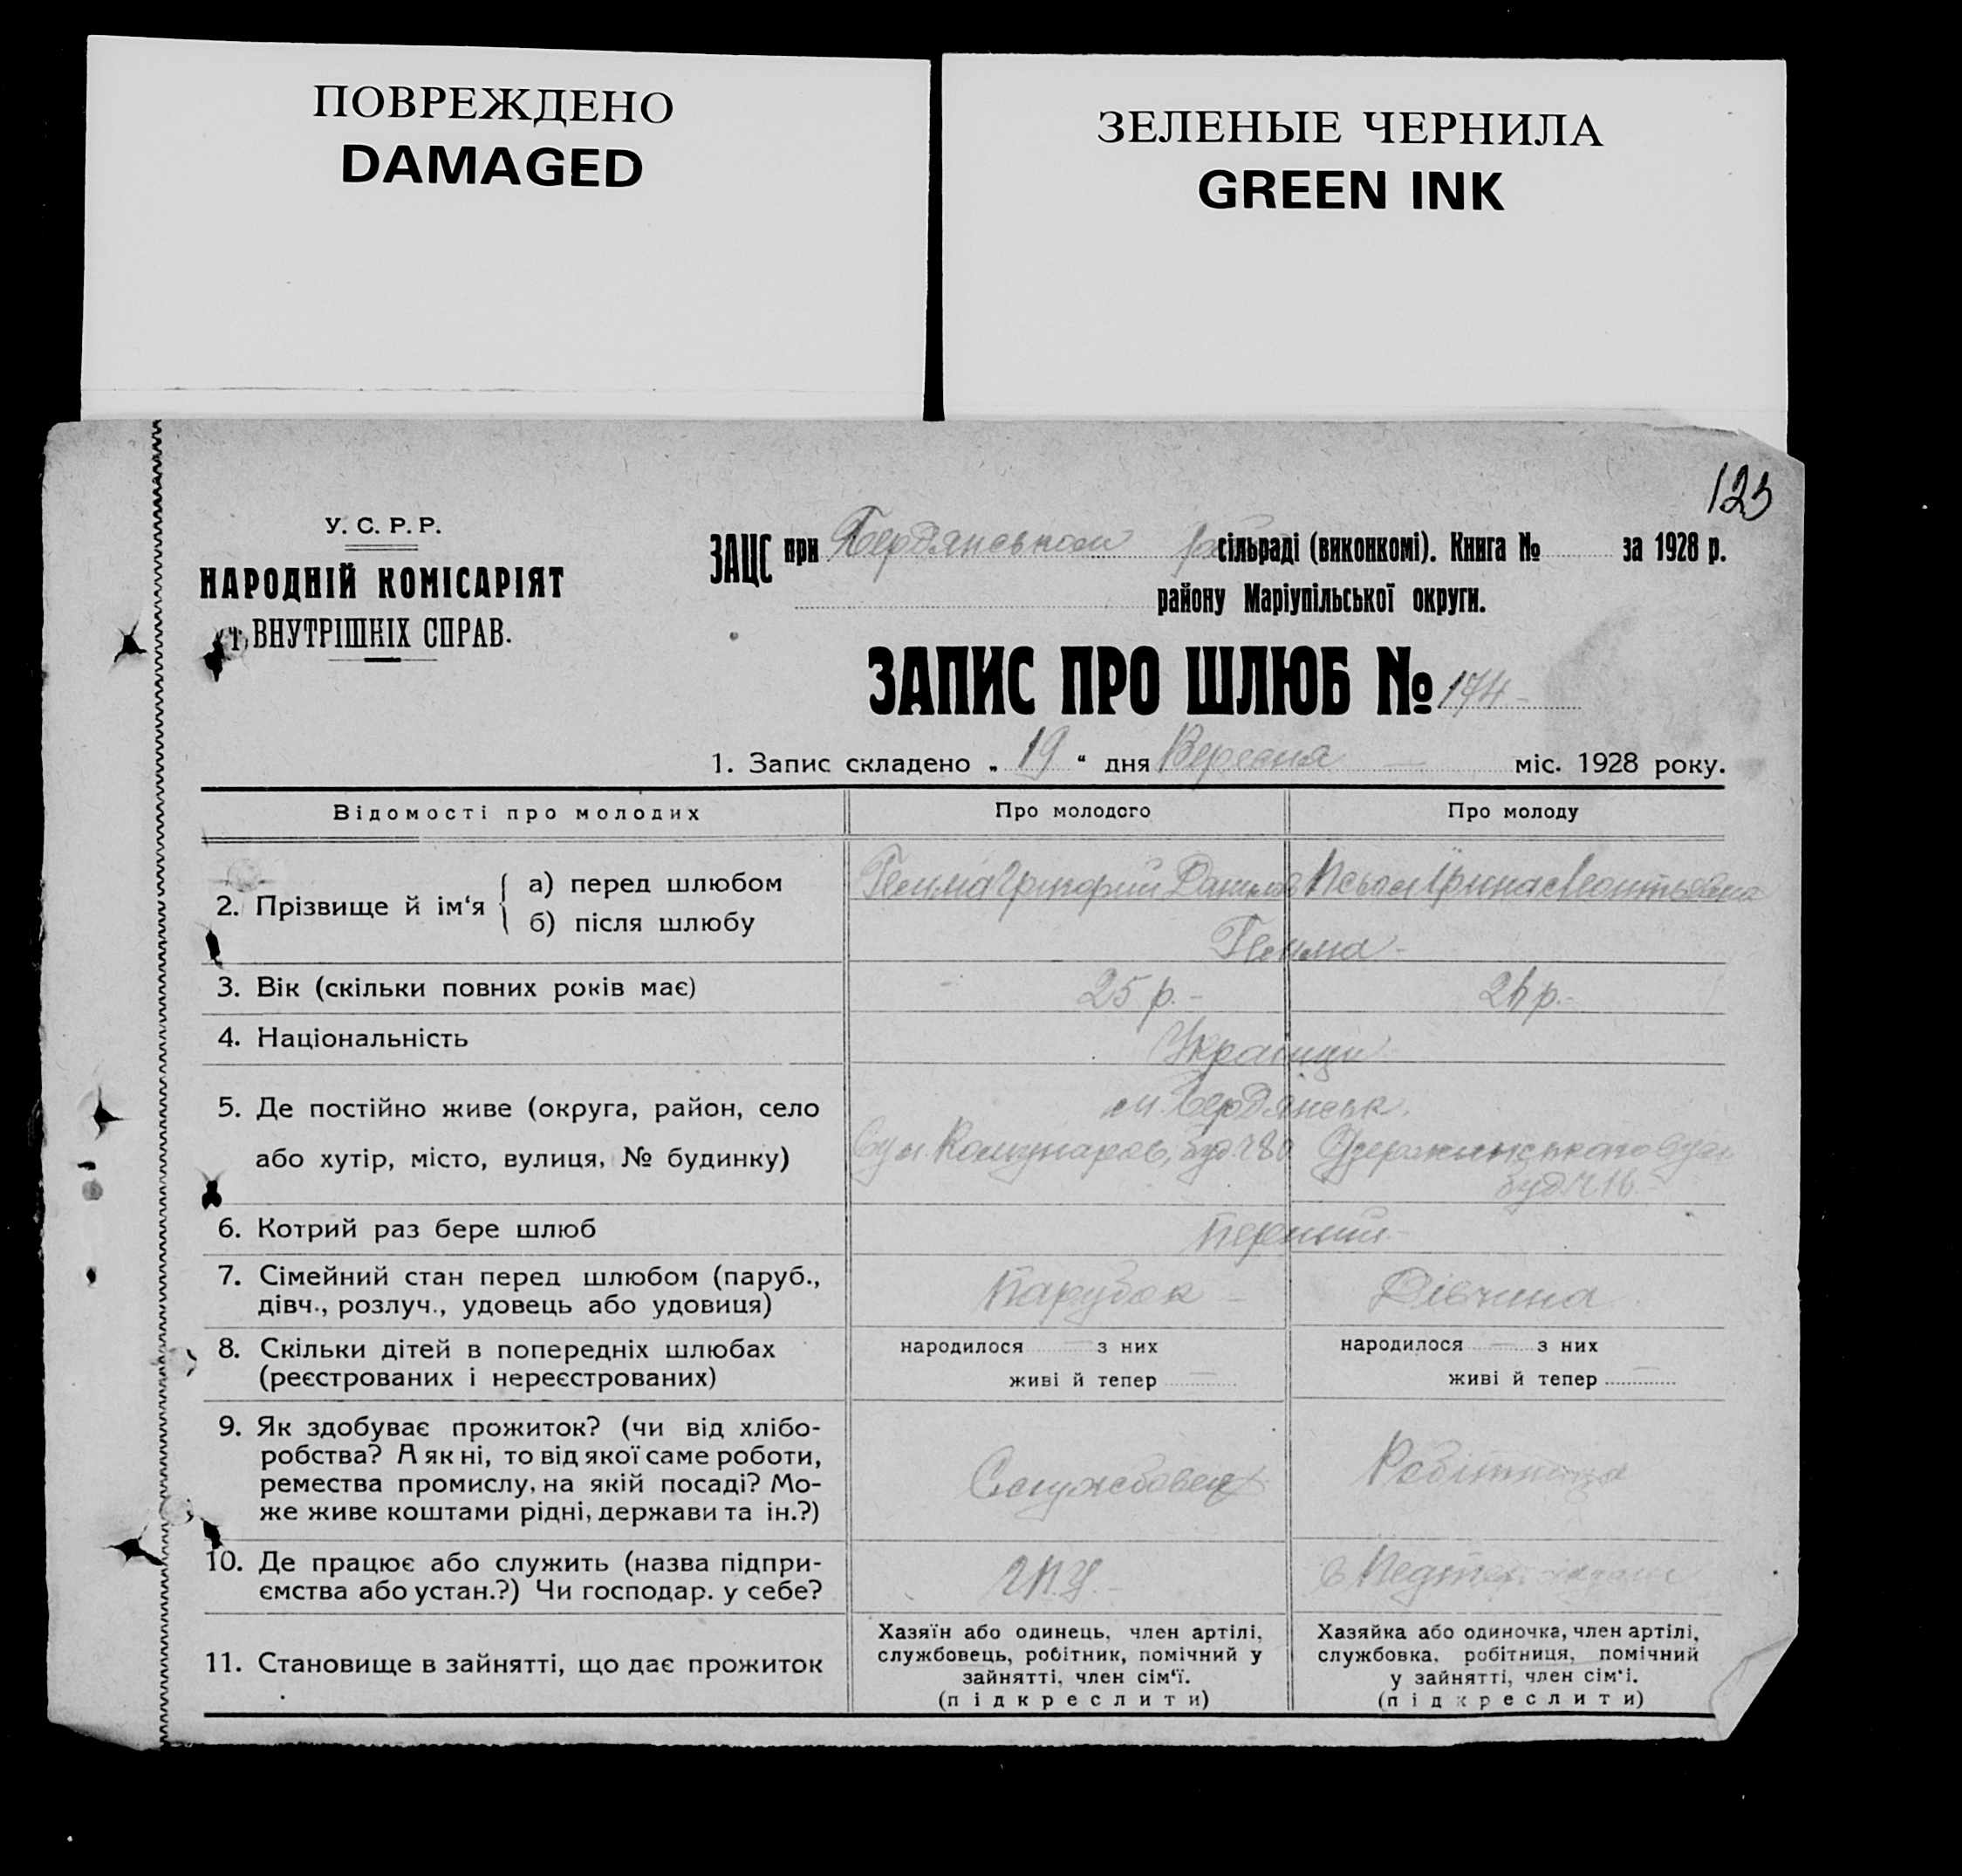 ПОВРЕЖДЕНО
DAMAGED
ЗЕЛЕНЫЕ ЧЕРНИЛА
GREEN INK
123
У. С. Р. Р.
НАРОДНІЙ КОМІСАРІЯТ
ВНУТРІШНІХ СПРАВ.
ЗАЦС при Бердянськом сільраді (виконкомі). Книга № за 1928 р.
району Маріупільської округи.
ЗАПИС ПРО ШЛЮБ № 174
1. Запис складено „ 19 “ дня Вересня міс. 1928 року.
Відомості про молодих
Про молодого
Про молоду
2. Прізвище й ім‘я
а) перед шлюбом
б) після шлюбу
Григорий
3. Вік (скільки повних років має)
25 р.
4. Національність
Українци
5. Де постійно живе (округа, район, село
або хутір, місто, вулиця, № будинку)
м. Бердянськ.
6. Котрий раз бере шлюб
Перший
7. Сімейний стан перед шлюбом (паруб.,
дівч., розлуч., удовець або удовиця)
Парубок
Дівчина
8. Скільки дітей в попередніх шлюбах
(реєстрованих і нереєстрованих)
народилося з них
живі й тепер
народилося з них
живі й тепер
9. Як здобуває прожиток? (чи від хлібо-
робства? А як ні, то від якої саме роботи,
ремества промислу, на якій посаді? Мо-
же живе коштами рідні, держави та ін.?)
Службовец
Робітниця
10. Де працює або служить (назва підпри-
ємства або устан.?) Чи господар. у себе?
Г.П.У.
11. Становище в зайнятті, що дає прожиток
Хазяїн або одинець, член артілі,
службовець, робітник, помічний у
зайнятті, член сім‘ї.
(підкреслити)
Хазяйка або одиночка, член артілі,
службовка, робітниця, помічний
у зайнятті, член сім‘і.
(підкреслити)